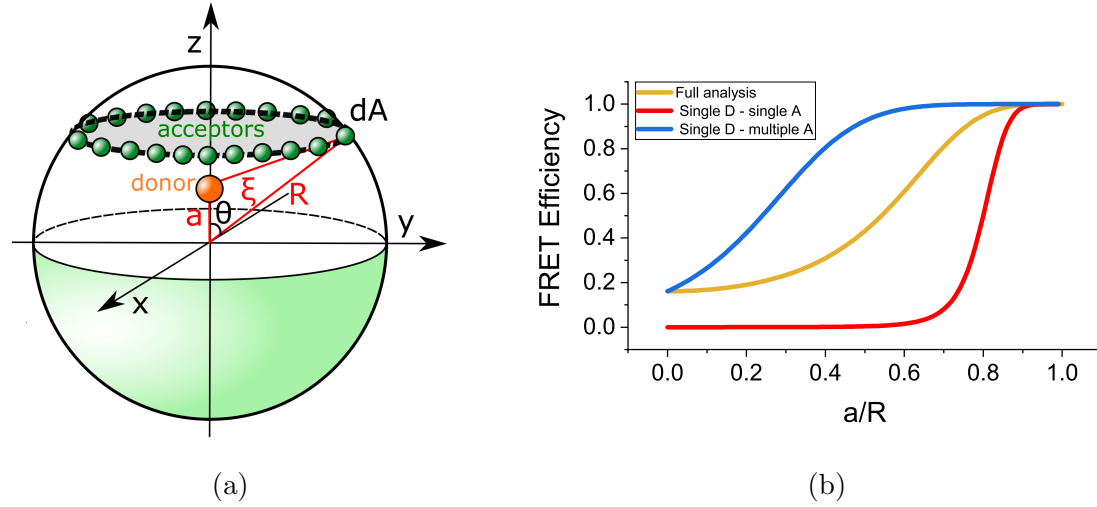 z
dA
acceptors
donor
ξ
R
a
θ
y
x
(a)
FRET Efficiency
1.0
0.8
0.6
0.4
0.2
0.0
Full analysis
Single D - single A
Single D - multiple A
0.0 0.2 0.4 0.6 0.8 1.0
a/R
(b)